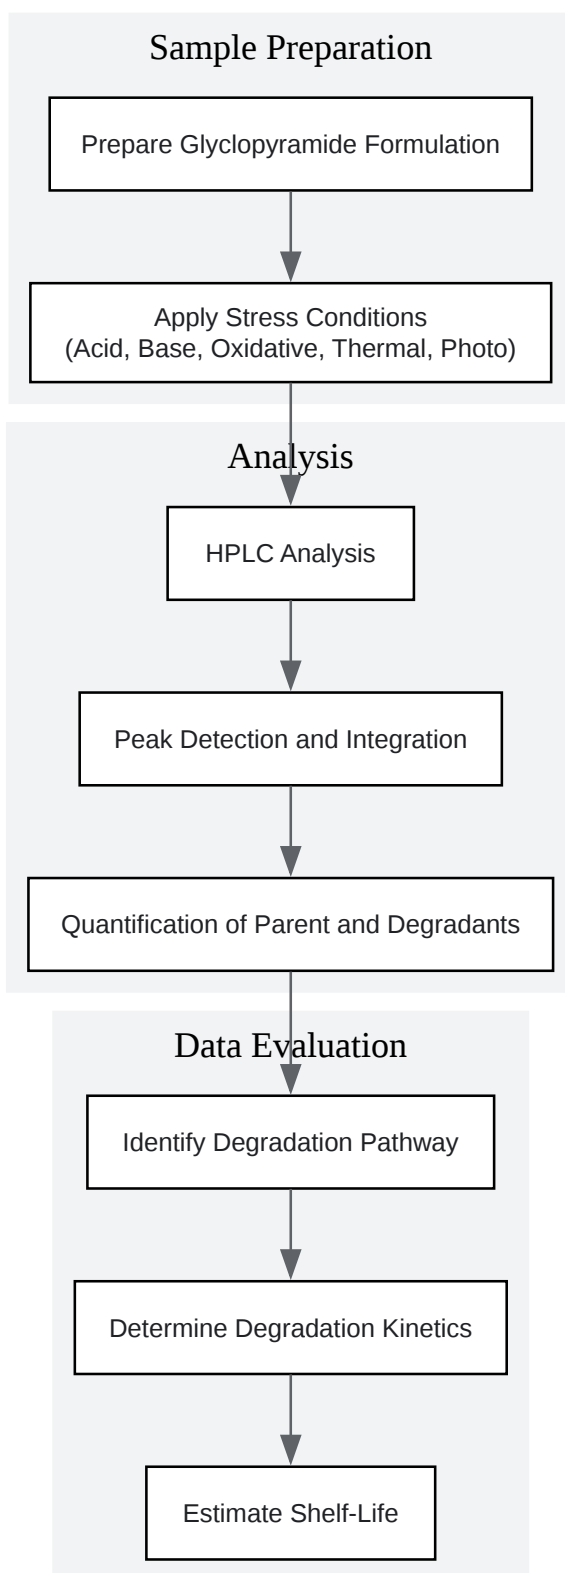 Sample Preparation
Prepare Glyclopyramide Formulation
Apply Stress Conditions
(Acid, Base, Oxidative, Thermal, Photo)
Analysis
HPLC Analysis
Peak Detection and Integration
Quantification of Parent and Degradants
Data Evaluation
Identify Degradation Pathway
Determine Degradation Kinetics
Estimate Shelf-Life